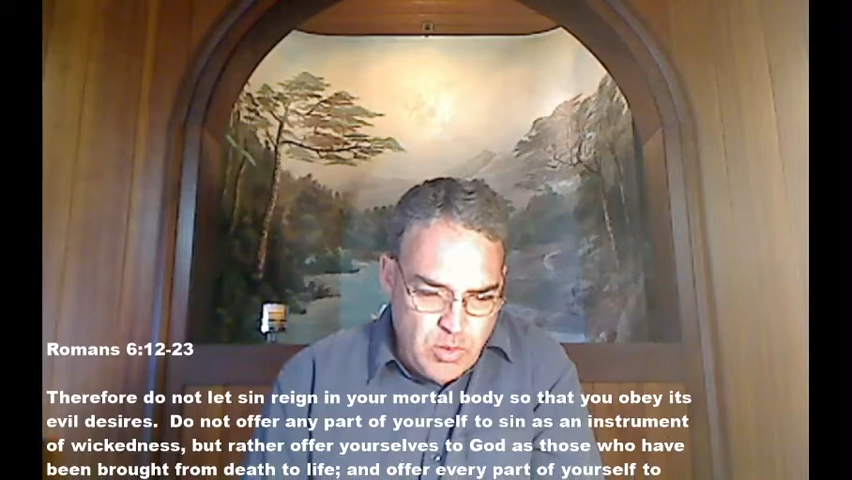 Romans 6:12-23
Therefore do not let sin reign in your mortal body so that you obey its
evil desires.  Do not offer any part of yourself to sin as an instrument
of wickedness, but rather offer yourselves to God as those who have
been brought from death to life; and offer every part of yourself to